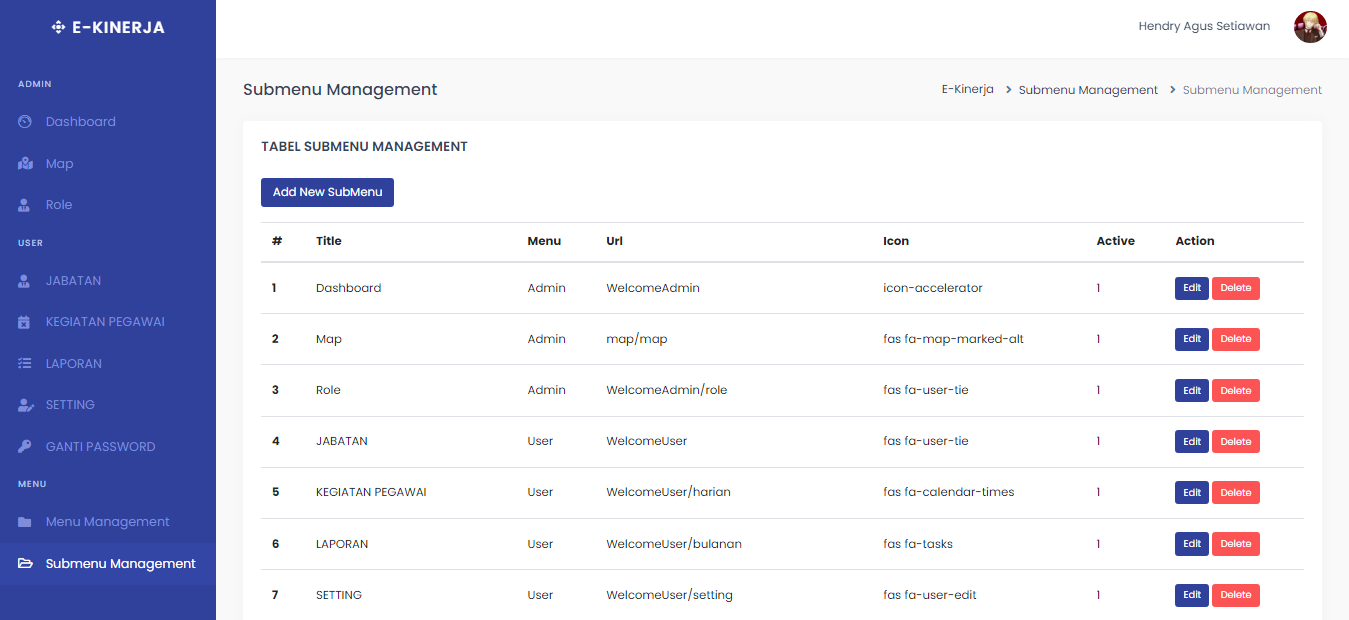 E-KINERJA
Hendry Agus Setiawan
ADMIN
Dashboard
Map
Role
USER
JABATAN
KEGIATAN PEGAWAI
LAPORAN
SETTING
GANTI PASSWORD
MENU
Menu Management
Submenu Management
Submenu Management
E-Kinerja > Submenu Management > Submenu Management
TABEL SUBMENU MANAGEMENT
Add New SubMenu
# Title Menu Url Icon Active Action
1 Dashboard Admin WelcomeAdmin icon-accelerator 1 Edit Delete
2 Map Admin map/map fas fa-map-marked-alt 1 Edit Delete
3 Role Admin WelcomeAdmin/role fas fa-user-tie 1 Edit Delete
4 JABATAN User WelcomeUser fas fa-user-tie 1 Edit Delete
5 KEGIATAN PEGAWAI User WelcomeUser/harian fas fa-calendar-times 1 Edit Delete
6 LAPORAN User WelcomeUser/bulanan fas fa-tasks 1 Edit Delete
7 SETTING User WelcomeUser/setting fas fa-user-edit 1 Edit Delete